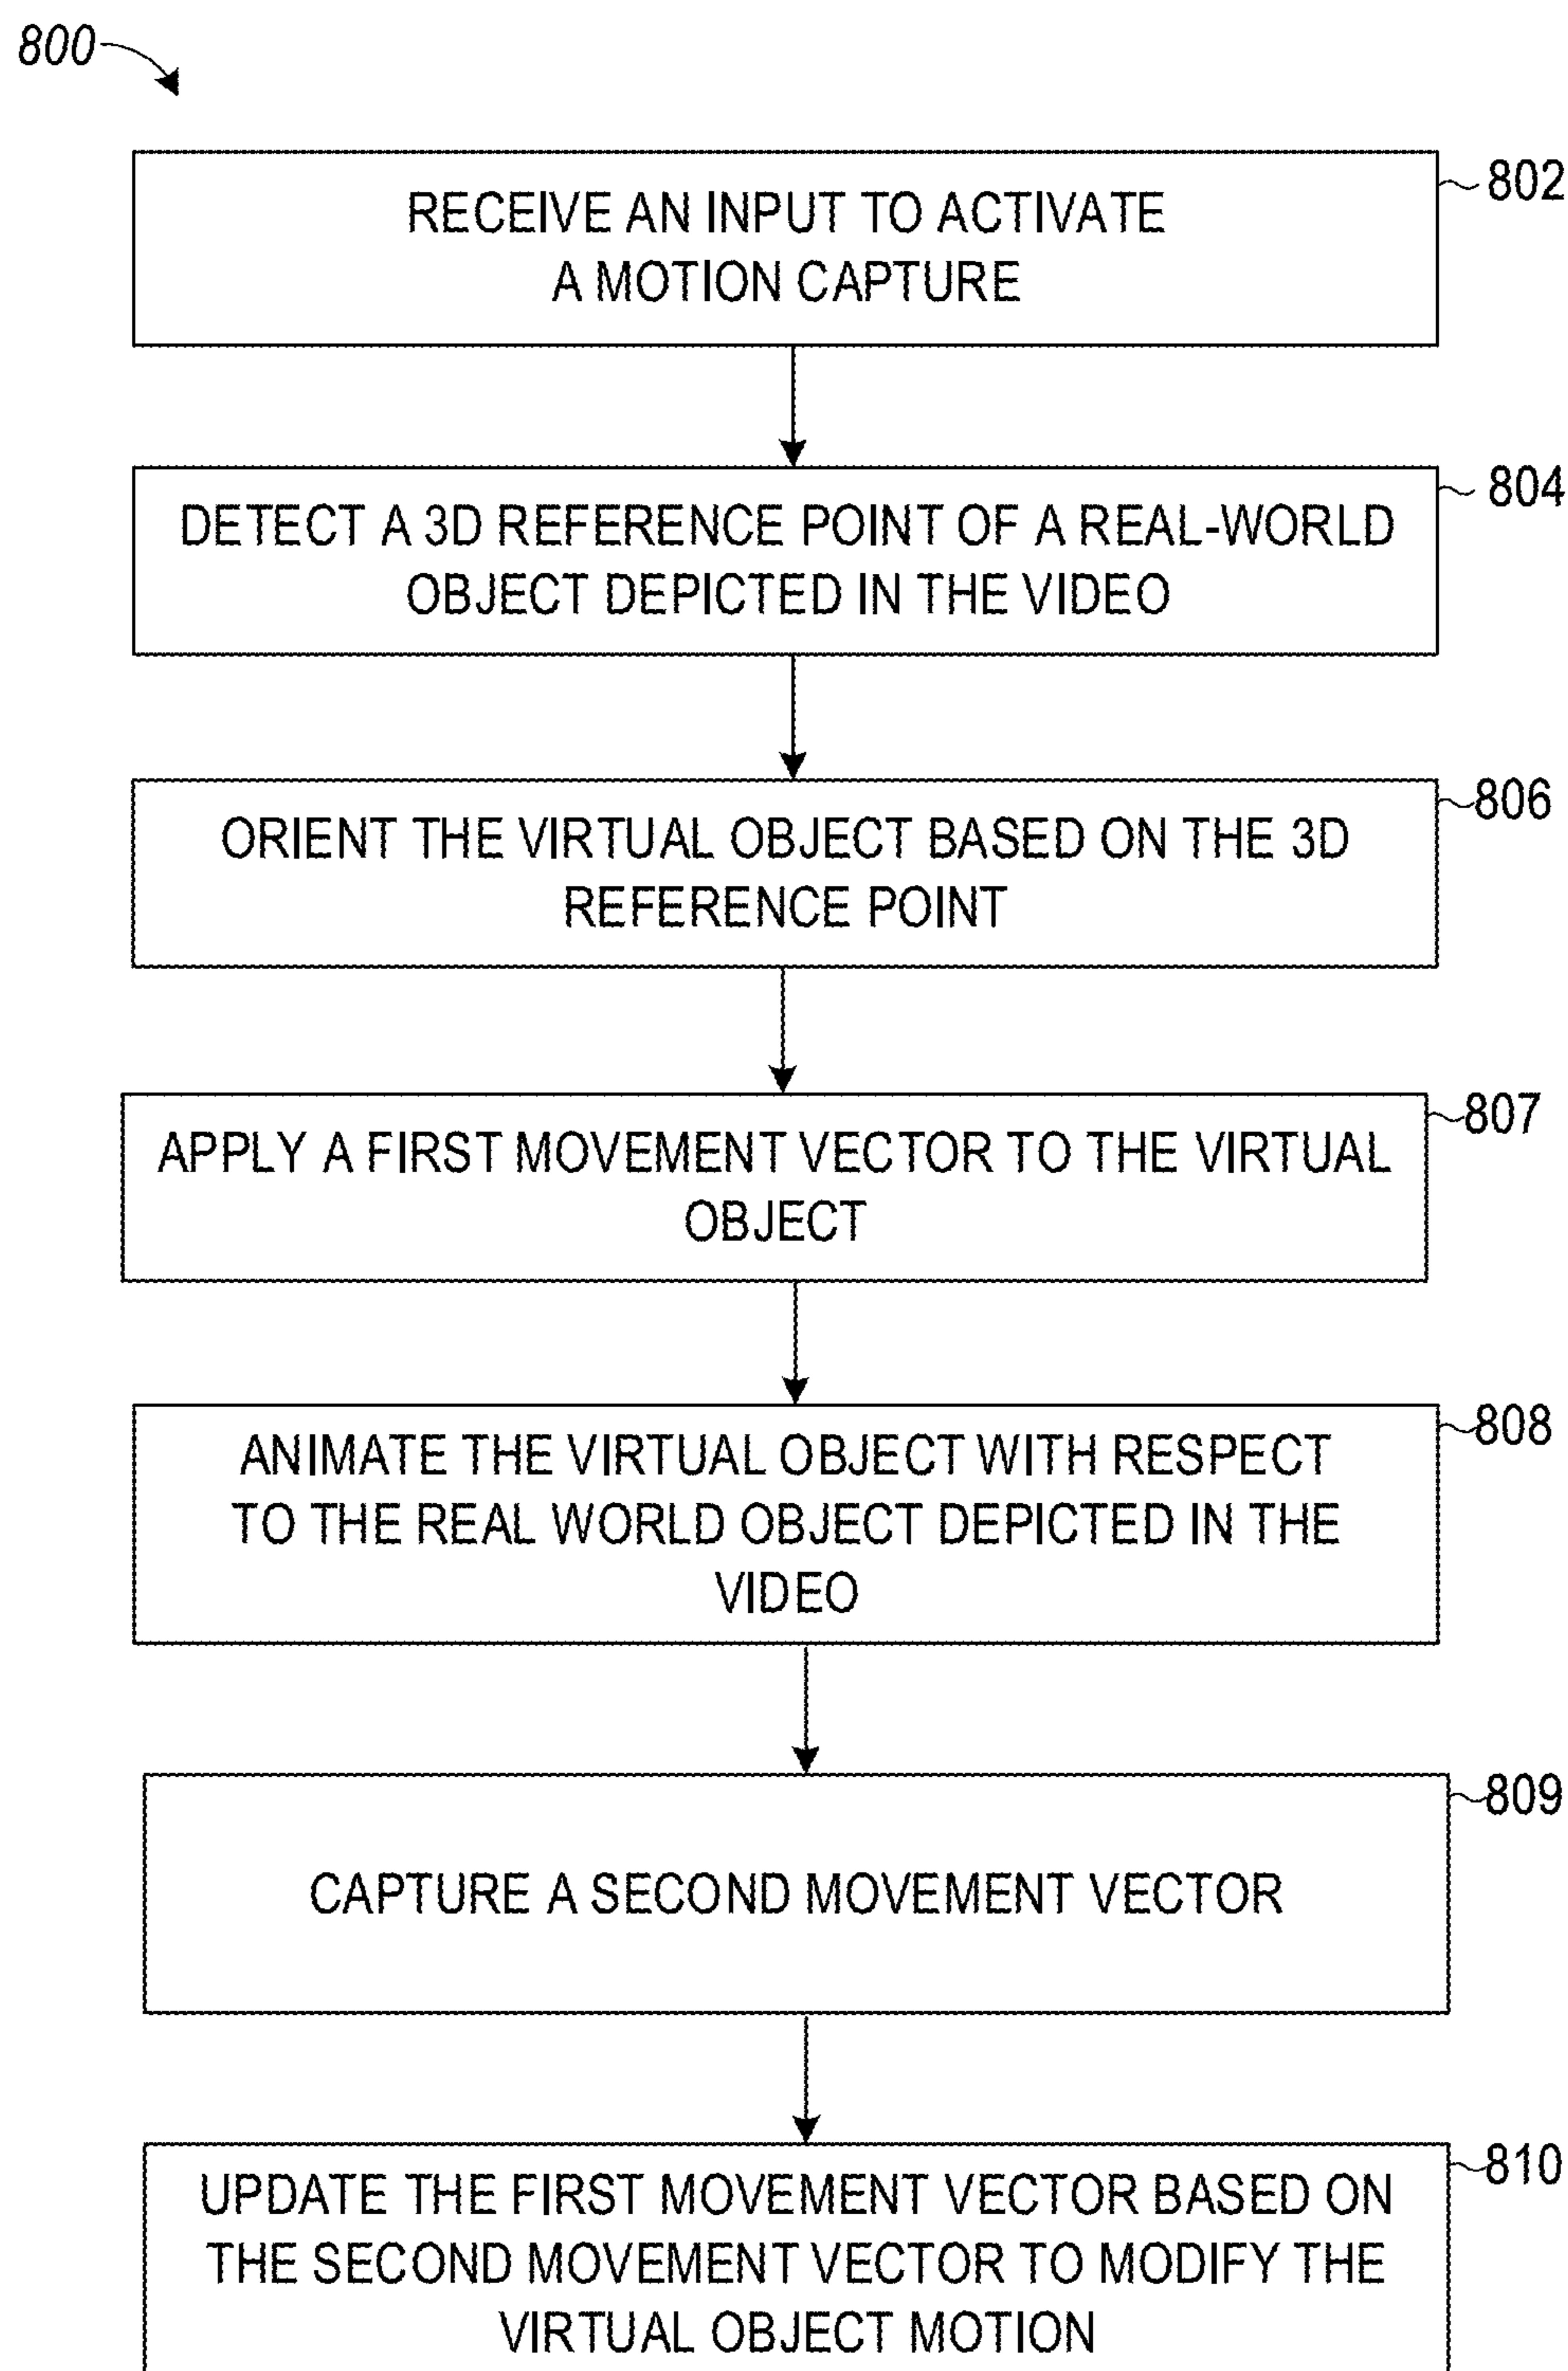 800
RECEIVE AN INPUT TO ACTIVATE
A MOTION CAPTURE
802
DETECT A 3D REFERENCE POINT OF A REAL-WORLD
OBJECT DEPICTED IN THE VIDEO
804
ORIENT THE VIRTUAL OBJECT BASED ON THE 3D
REFERENCE POINT
806
APPLY A FIRST MOVEMENT VECTOR TO THE VIRTUAL
OBJECT
807
ANIMATE THE VIRTUAL OBJECT WITH RESPECT
TO THE REAL WORLD OBJECT DEPICTED IN THE
VIDEO
808
CAPTURE A SECOND MOVEMENT VECTOR
809
UPDATE THE FIRST MOVEMENT VECTOR BASED ON
THE SECOND MOVEMENT VECTOR TO MODIFY THE
VIRTUAL OBJECT MOTION
810